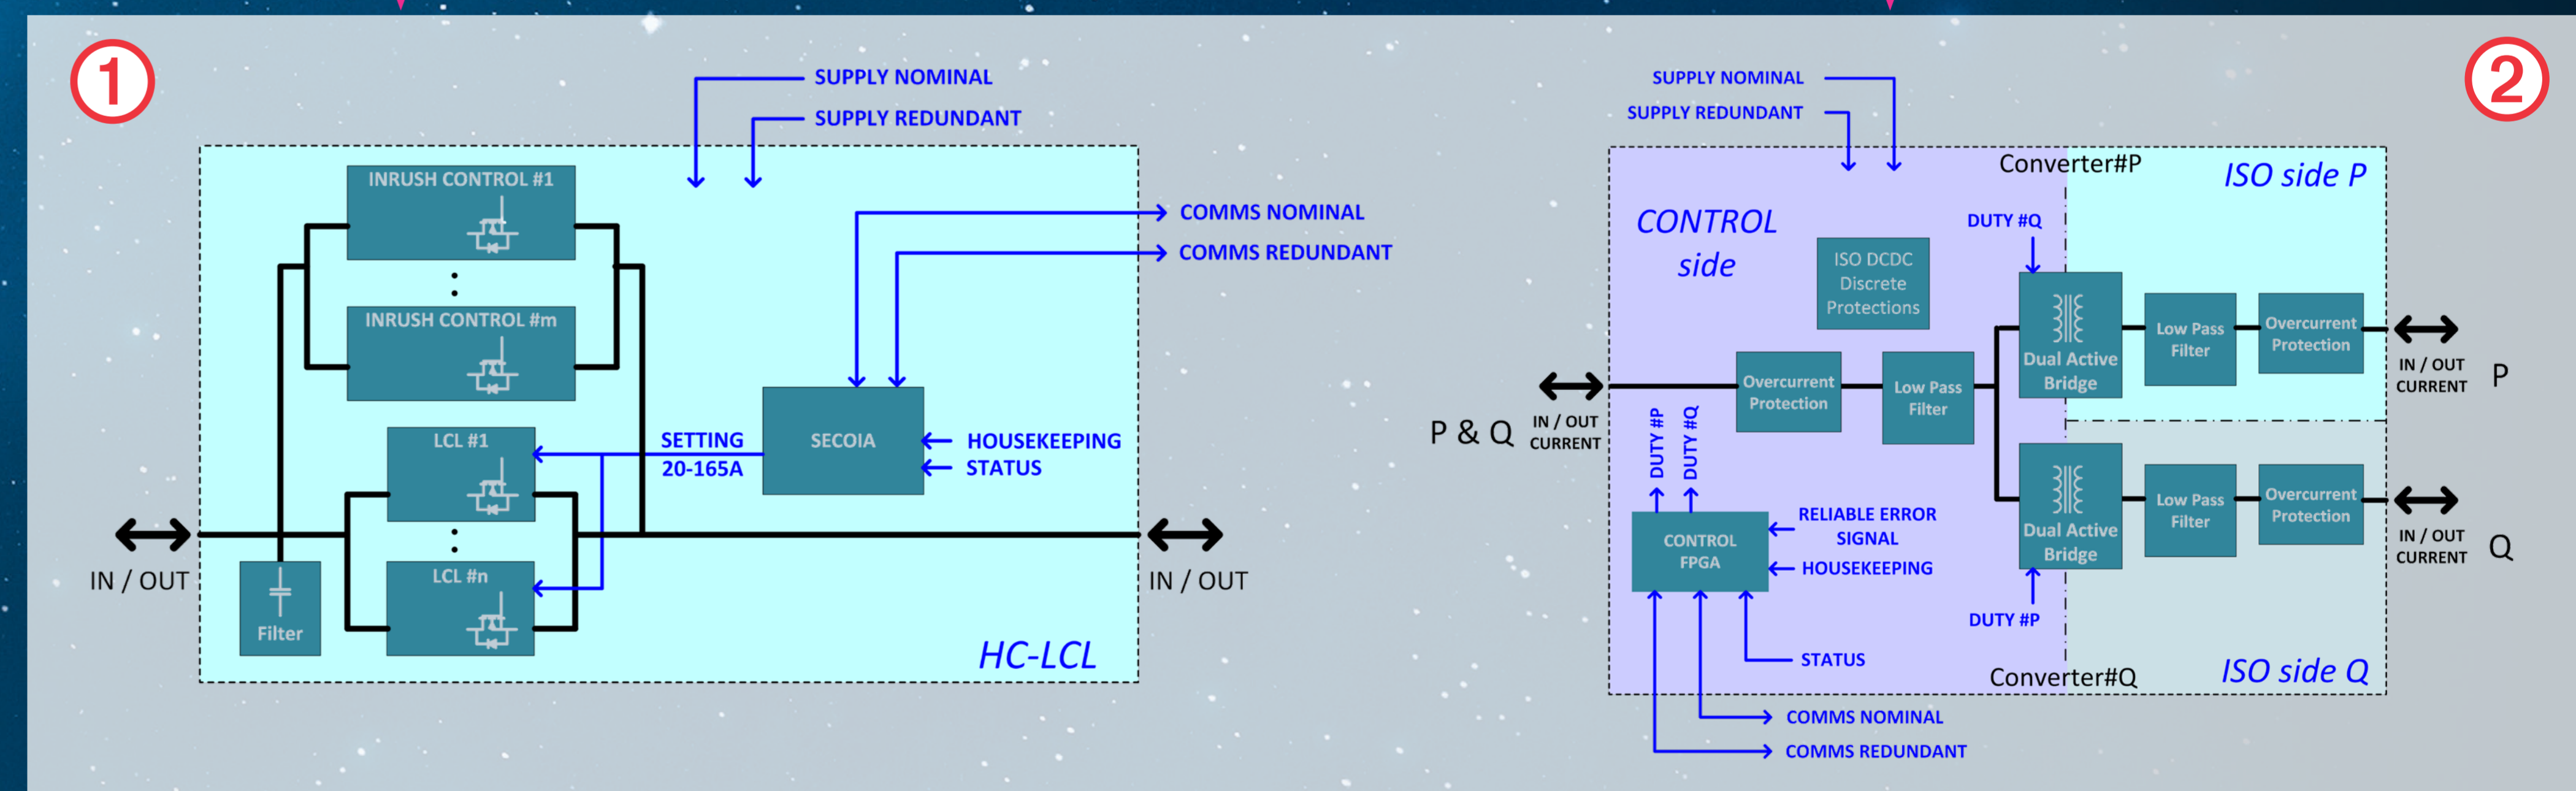 1
SUPPLY NOMINAL
SUPPLY REDUNDANT
INRUSH CONTROL #1
COMMS NOMINAL
COMMS REDUNDANT
INRUSH CONTROL #m
LCL #1
SETTING
20-165A
SECOIA
HOUSEKEEPING
STATUS
IN / OUT
IN / OUT
LCL #n
Filter
HC-LCL
2
SUPPLY NOMINAL
SUPPLY REDUNDANT
Converter#P
ISO side P
CONTROL
side
DUTY #Q
ISO DCDC
Discrete
Protections
Dual Active
Bridge
Low Pass
Filter
Overcurrent
Protection
IN / OUT
CURRENT
P
P & Q
IN / OUT
CURRENT
Overcurrent
Protection
Low Pass
Filter
DUTY #P
DUTY #Q
CONTROL
FPGA
RELIABLE ERROR
SIGNAL
HOUSEKEEPING
STATUS
Dual Active
Bridge
Low Pass
Filter
Overcurrent
Protection
IN / OUT
CURRENT
Q
DUTY #P
Converter#Q
ISO side Q
COMMS NOMINAL
COMMS REDUNDANT